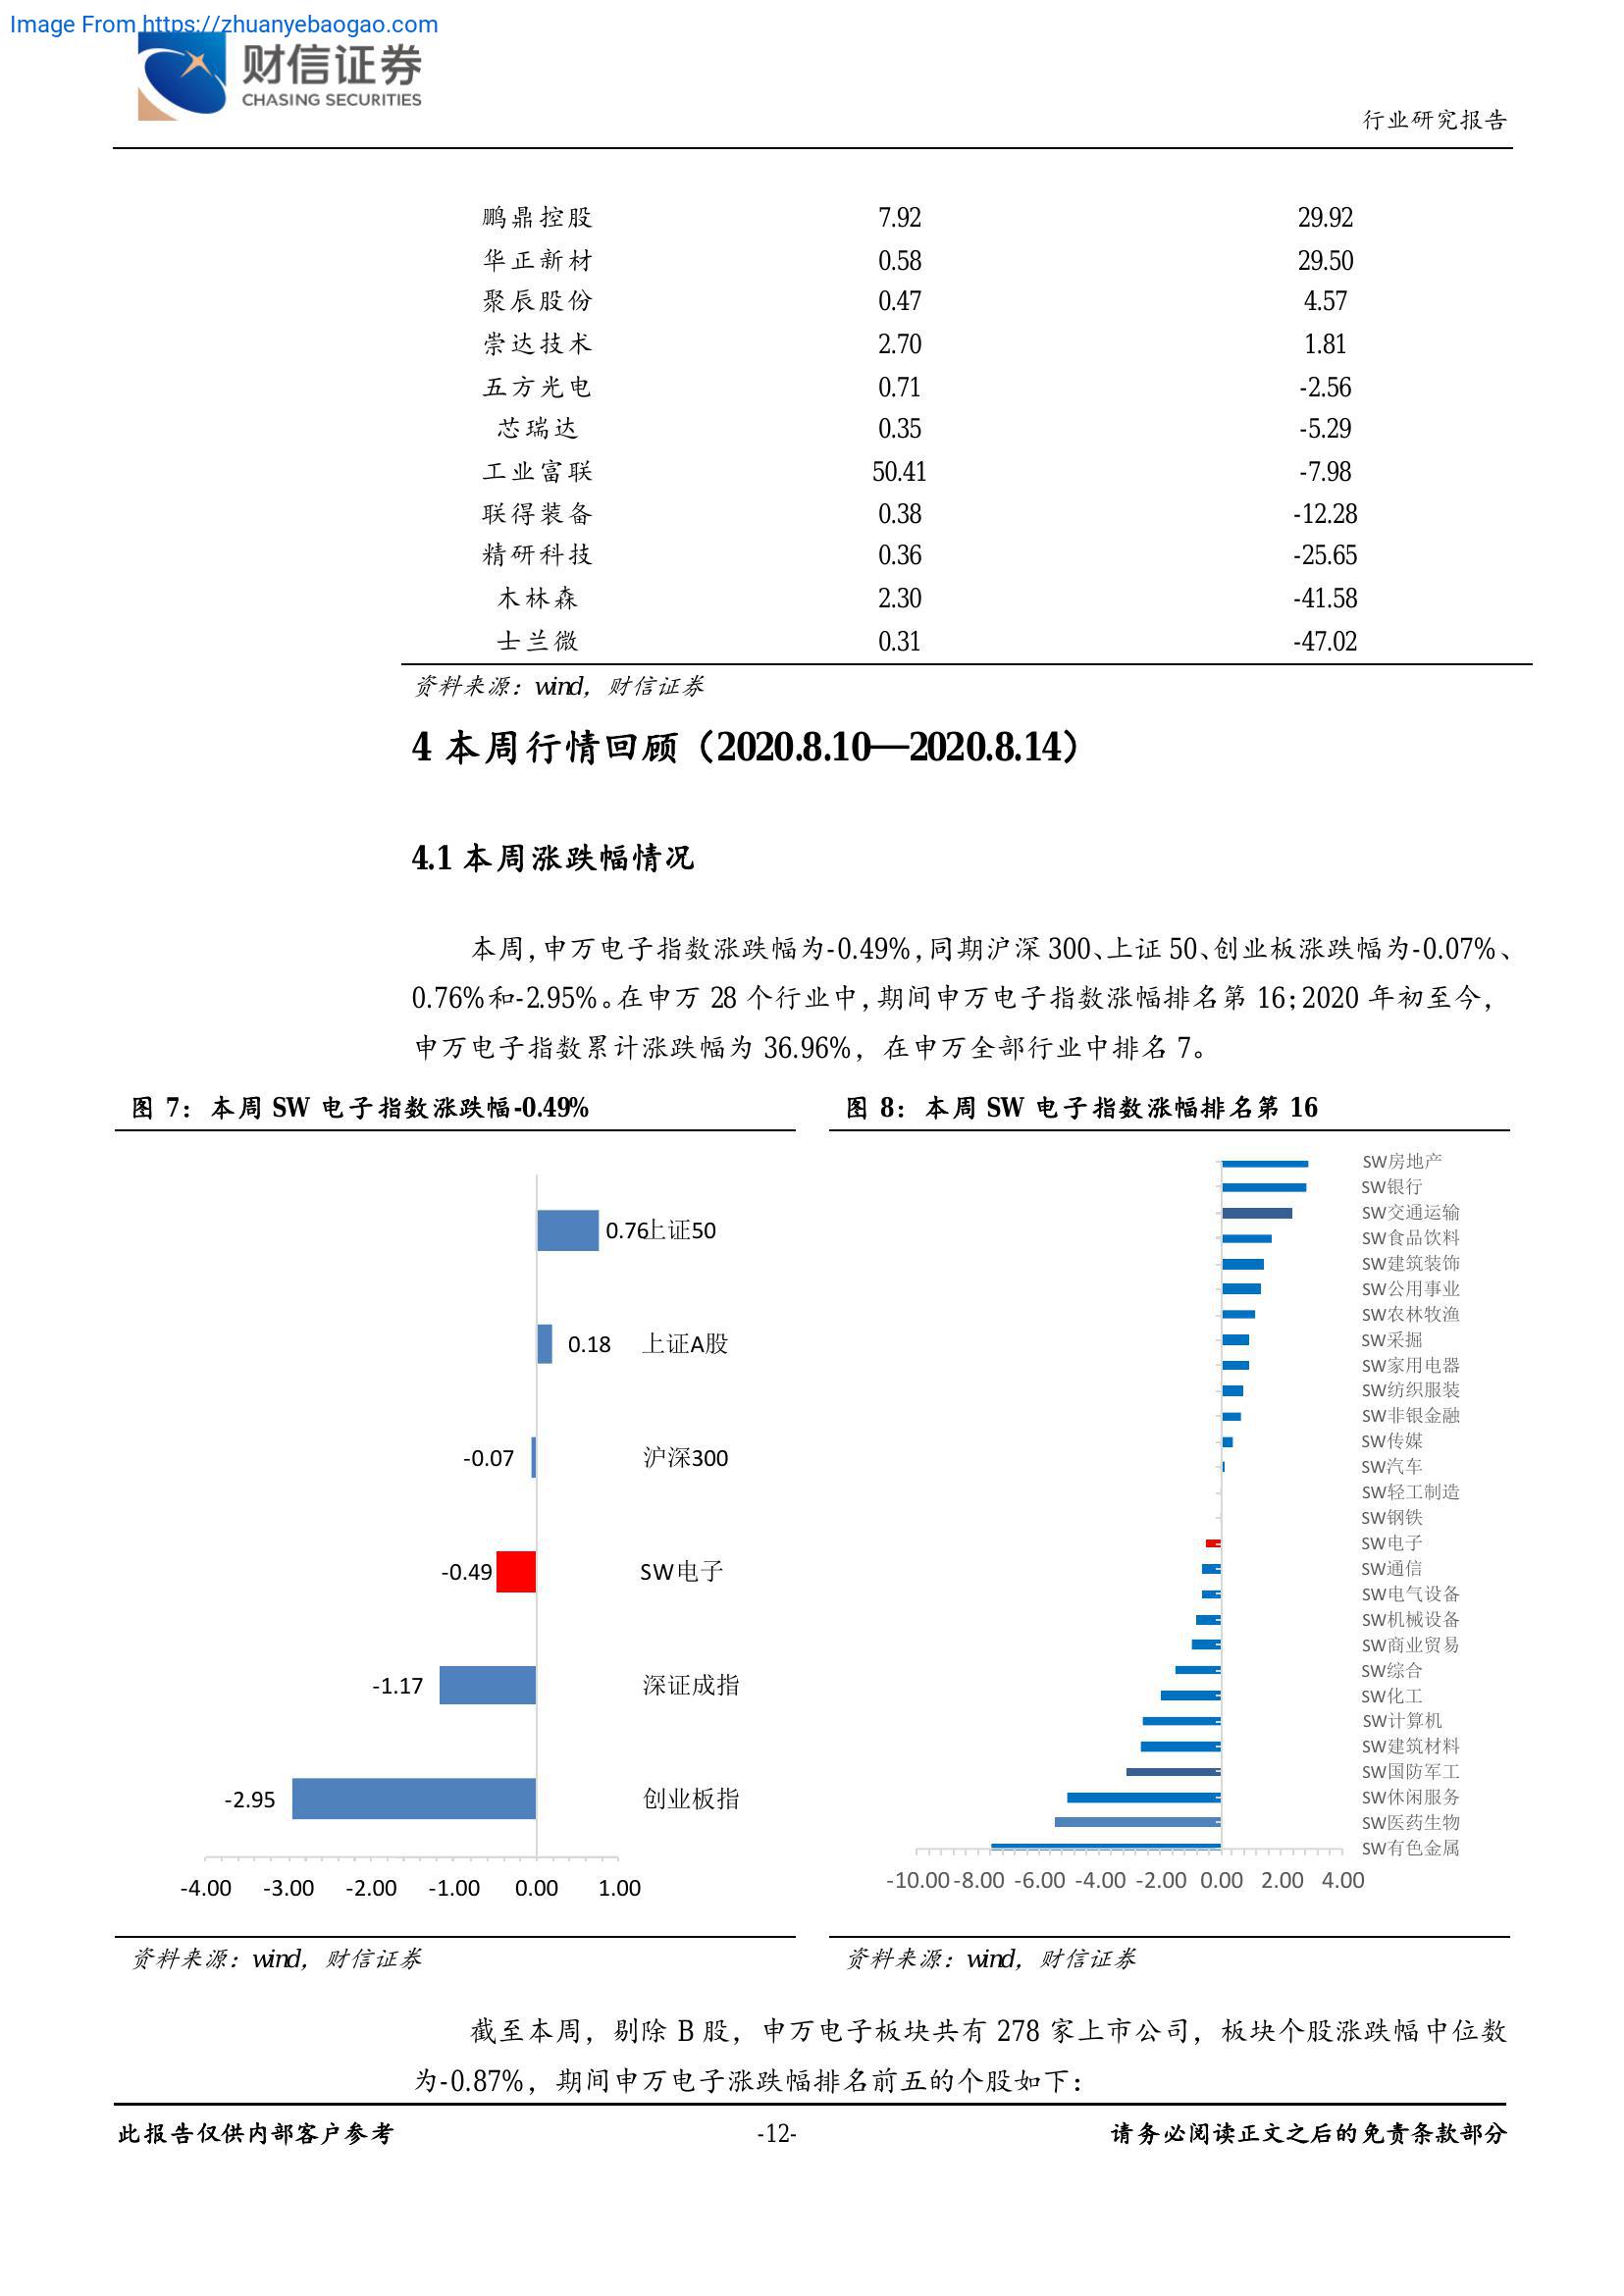 Image From https://zhuanyebaogao.com
财信证券
CHASING SECURITIES
行业研究报告
鹏鼎控股 7.92 29.92
华正新材 0.58 29.50
聚辰股份 0.47 4.57
崇达技术 2.70 1.81
五方光电 0.71 -2.56
芯瑞达 0.35 -5.29
工业富联 50.41 -7.98
联得装备 0.38 -12.28
精研科技 0.36 -25.65
木林森 2.30 -41.58
士兰微 0.31 -47.02
资料来源：wind，财信证券
4 本周行情回顾（2020.8.10—2020.8.14）
4.1 本周涨跌幅情况
本周，申万电子指数涨跌幅为-0.49%，同期沪深 300、上证 50、创业板涨跌幅为-0.07%、
0.76%和-2.95%。在申万 28 个行业中，期间申万电子指数涨幅排名第 16；2020 年初至今，
申万电子指数累计涨跌幅为 36.96%，在申万全部行业中排名 7。
图 7：本周 SW 电子指数涨跌幅-0.49%
0.76 上证50
0.18 上证A股
-0.07 沪深300
-0.49 SW电子
-1.17 深证成指
-2.95 创业板指
-4.00 -3.00 -2.00 -1.00 0.00 1.00
资料来源：wind，财信证券
图 8：本周 SW 电子指数涨幅排名第 16
SW房地产
SW银行
SW交通运输
SW食品饮料
SW建筑装饰
SW公用事业
SW农林牧渔
SW采掘
SW家用电器
SW纺织服装
SW非银金融
SW传媒
SW汽车
SW轻工制造
SW钢铁
SW电子
SW通信
SW电气设备
SW机械设备
SW商业贸易
SW综合
SW化工
SW计算机
SW建筑材料
SW国防军工
SW休闲服务
SW医药生物
SW有色金属
-10.00 -8.00 -6.00 -4.00 -2.00 0.00 2.00 4.00
资料来源：wind，财信证券
截至本周，剔除 B 股，申万电子板块共有 278 家上市公司，板块个股涨跌幅中位数
为-0.87%，期间申万电子涨跌幅排名前五的个股如下：
此报告仅供内部客户参考 -12- 请务必阅读正文之后的免责条款部分